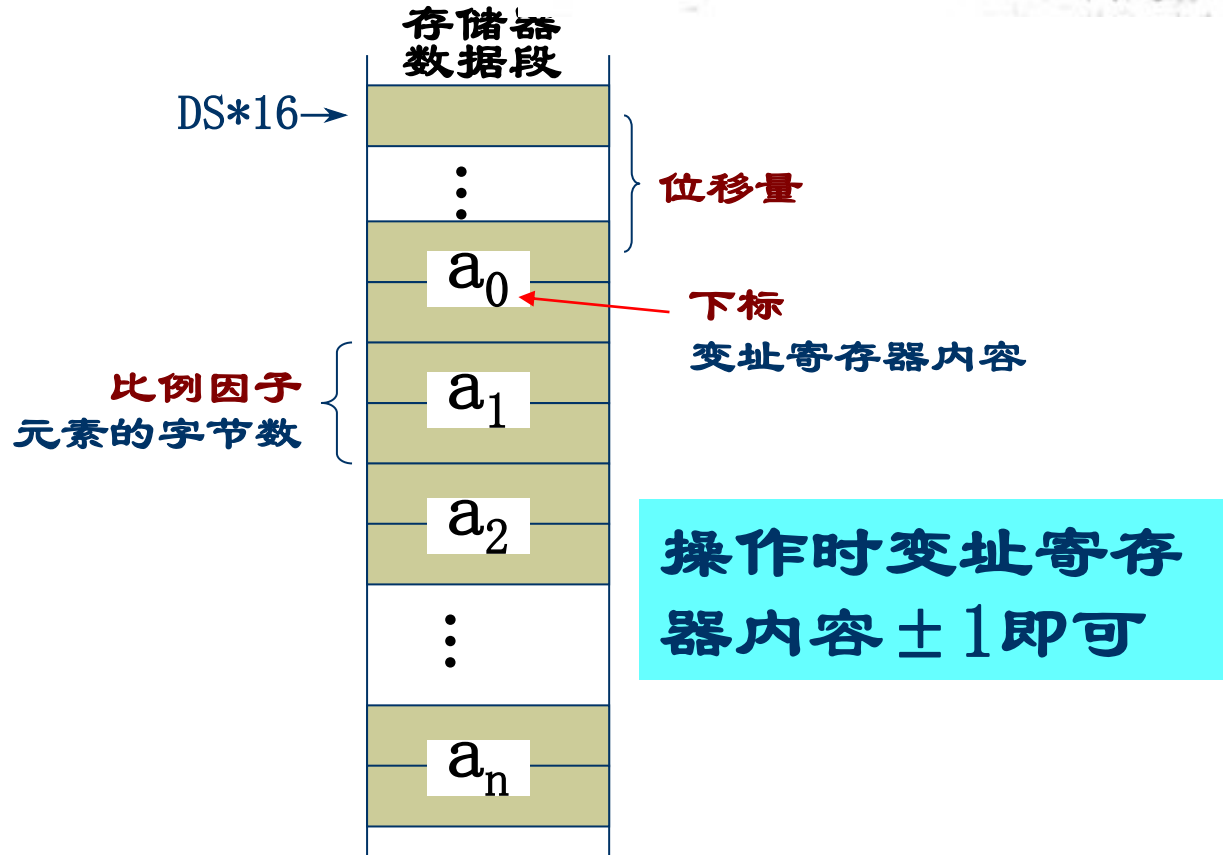 存储器
数据段
DS*16
位移量
a0
下标
变址寄存器内容
比例因子
元素的字节数
a1
a2
操作时变址寄存
器内容±1即可
an